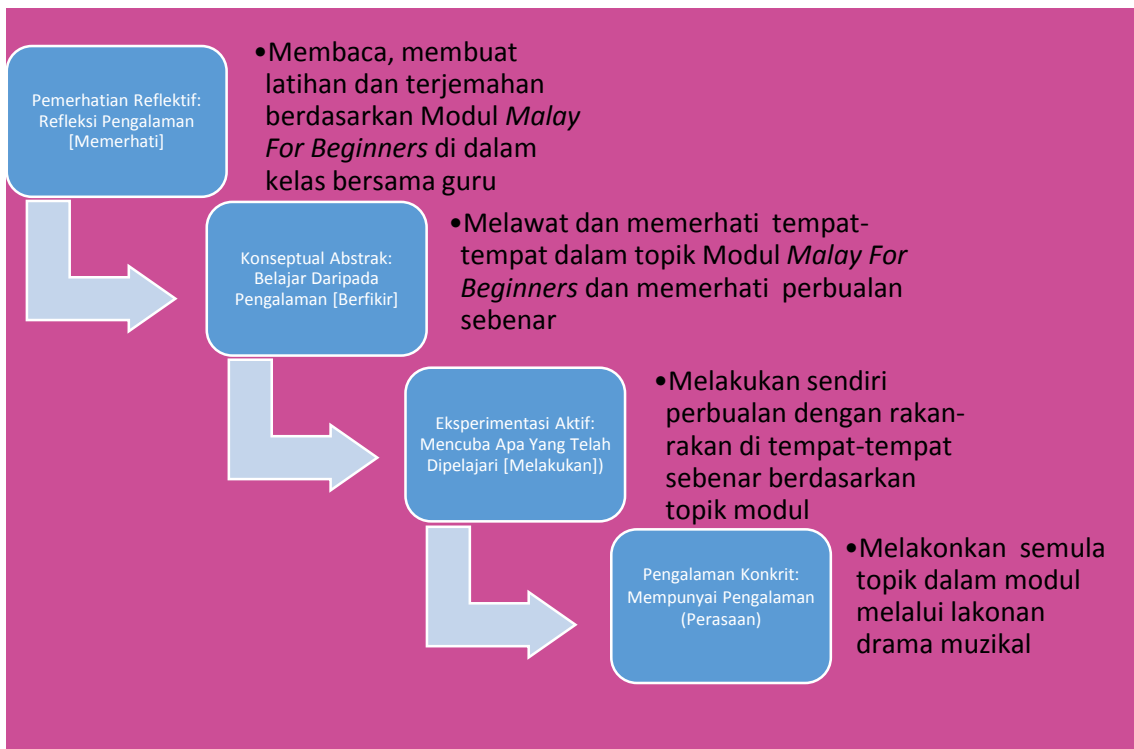 Pemerhatian Reflektif:
Refleksi Pengalaman
[Memerhati]
•Membaca, membuat
latihan dan terjemahan
berdasarkan Modul Malay
For Beginners di dalam
kelas bersama guru
Konseptual Abstrak:
Belajar Daripada
Pengalaman [Berfikir]
•Melawat dan memerhati tempat-
tempat dalam topik Modul Malay For
Beginners dan memerhati perbualan
sebenar
Eksperimentasi Aktif:
Mencuba Apa Yang Telah
Dipelajari [Melakukan])
•Melakukan sendiri
perbualan dengan rakan-
rakan di tempat-tempat
sebenar berdasarkan
topik modul
Pengalaman Konkrit:
Mempunyai Pengalaman
(Perasaan)
•Melakonkan semula
topik dalam modul
melalui lakonan
drama muzikal